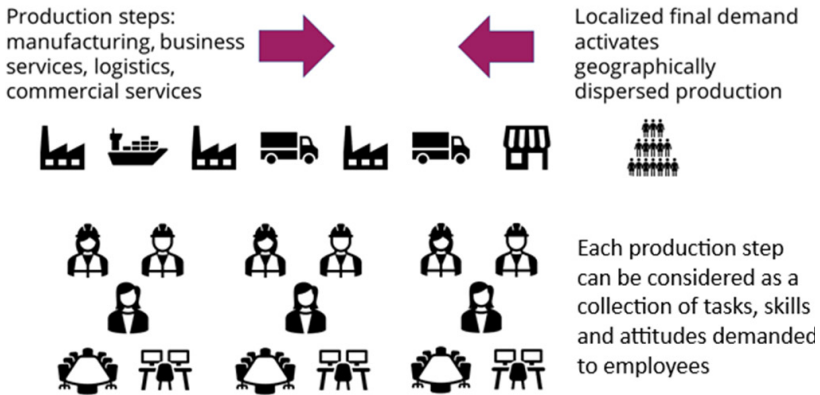 Production steps:
manufacturing, business
services, logistics,
commercial services
Localized final demand
activates
geographically
dispersed production
Each production step
can be considered as a
collection of tasks, skills
and attitudes demanded
to employees